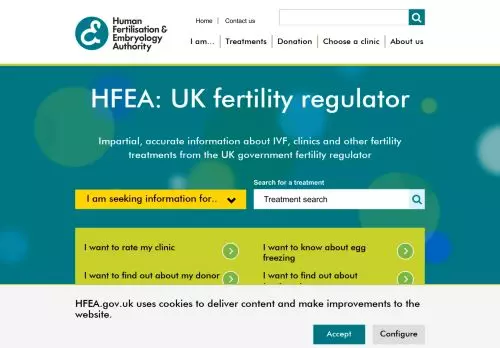 Human
Fertilisation &
Embryology
Authority
Home
Contact us
I am...
Treatments
Donation
Choose a clinic
About us
HFEA: UK fertility regulator
Impartial, accurate information about IVF, clinics and other fertility
treatments from the UK government fertility regulator
Search for a treatment
I am seeking information for..
Treatment search
I want to rate my clinic
I want to know about egg
freezing
I want to find out about my donor
I want to find out about
HFEA.gov.uk uses cookies to deliver content and make improvements to the
website.
Accept
Configure